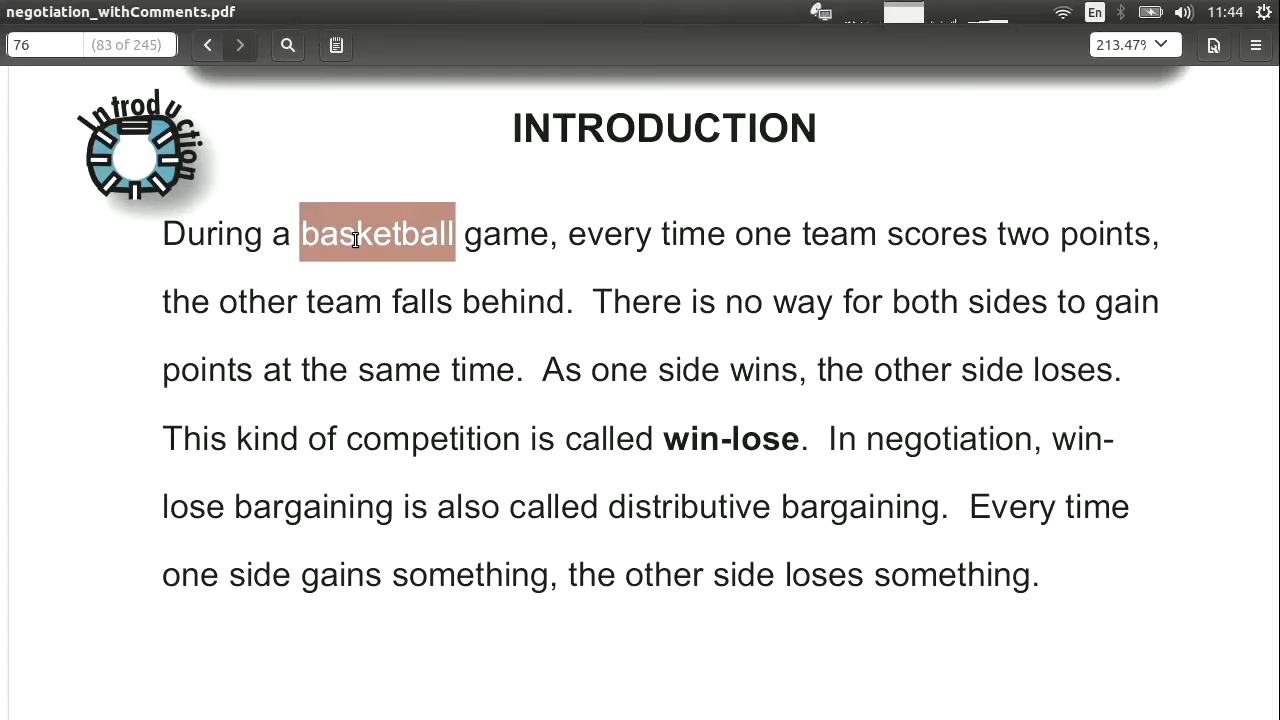 negotiation_withComments.pdf
En
11:44
76
(83 of 245)
213.47%
Introduction
INTRODUCTION
During a basketball game, every time one team scores two points,
the other team falls behind.  There is no way for both sides to gain
points at the same time.  As one side wins, the other side loses.
This kind of competition is called win-lose.  In negotiation, win-
lose bargaining is also called distributive bargaining.  Every time
one side gains something, the other side loses something.